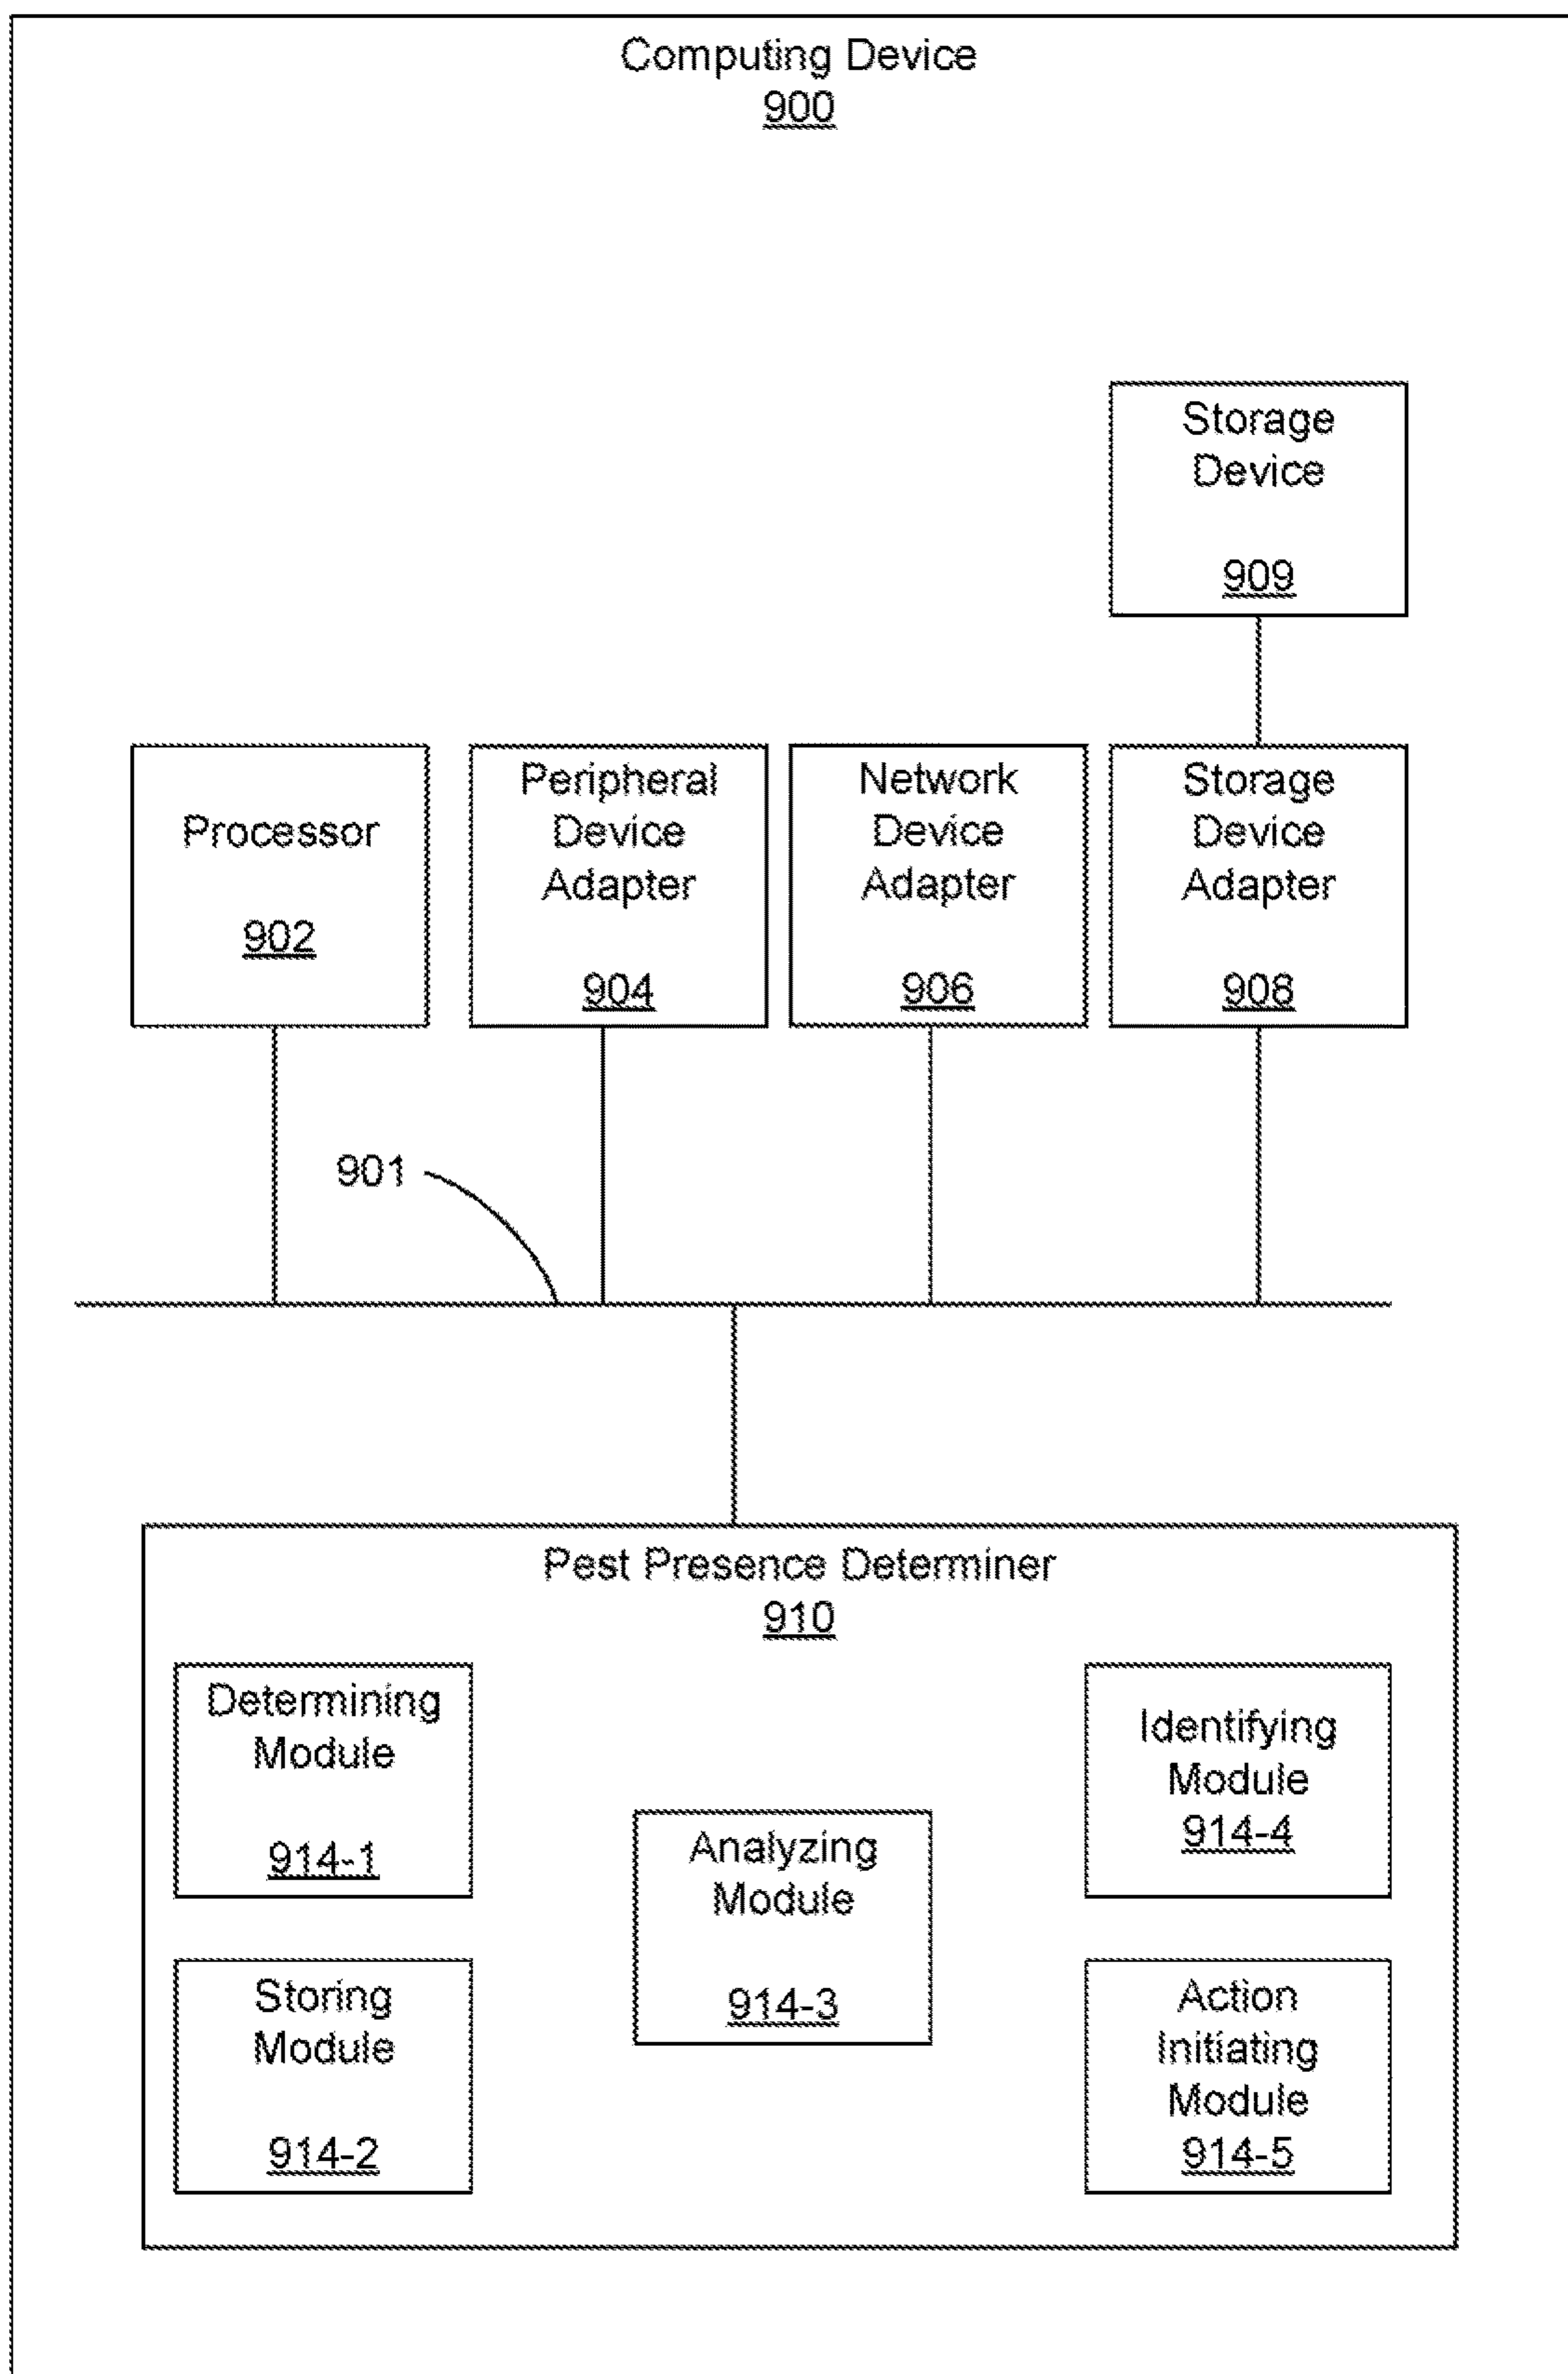 Computing Device
900
Storage
Device
909
Processor
902
Peripheral
Device
Adapter
904
Network
Device
Adapter
906
Storage
Device
Adapter
908
901
Pest Presence Determiner
910
Determining
Module
914-1
Storing
Module
914-2
Analyzing
Module
914-3
Identifying
Module
914-4
Action
Initiating
Module
914-5